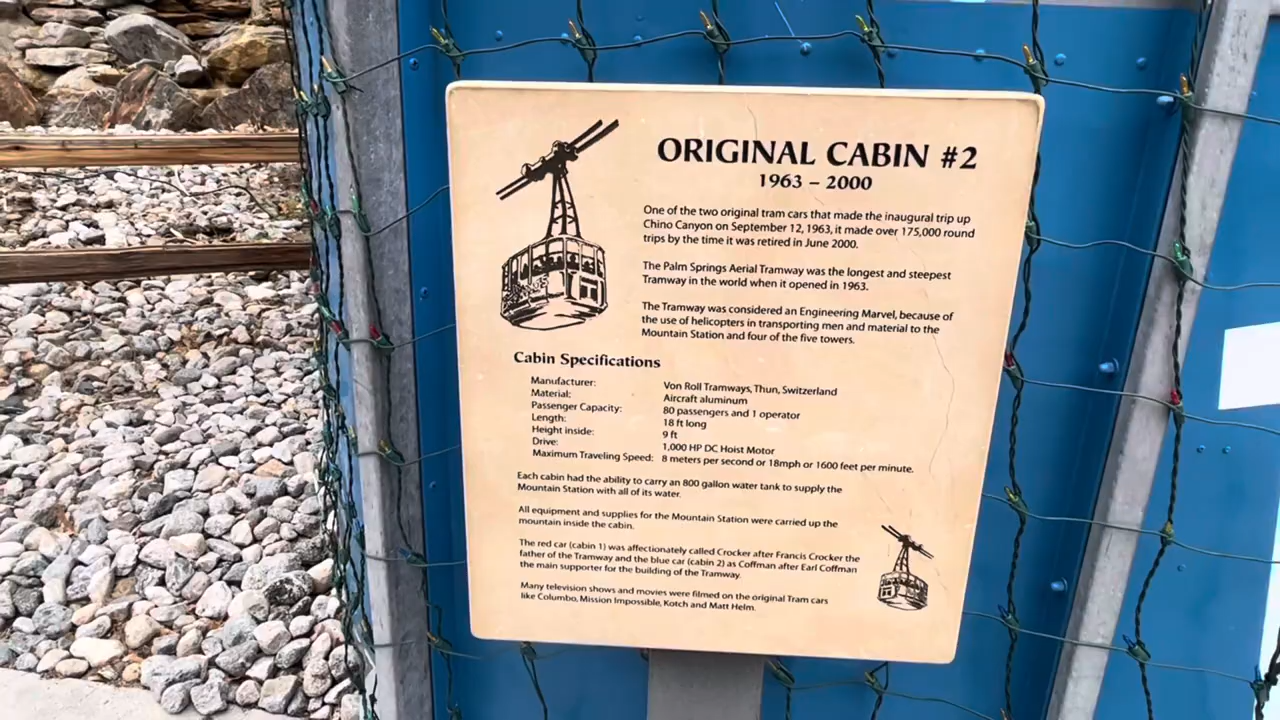 ORIGINAL CABIN #2
1963 – 2000
One of the two original tram cars that made the inaugural trip up
Chino Canyon on September 12, 1963, it made over 175,000 round
trips by the time it was retired in June 2000.
The Palm Springs Aerial Tramway was the longest and steepest
Tramway in the world when it opened in 1963.
The Tramway was considered an Engineering Marvel, because of
the use of helicopters in transporting men and material to the
Mountain Station and four of the five towers.
Cabin Specifications
Manufacturer: Von Roll Tramways, Thun, Switzerland
Material: Aircraft aluminum
Passenger Capacity: 80 passengers and 1 operator
Length: 18 ft long
Height inside: 9 ft
Drive: 1,000 HP DC Hoist Motor
Maximum Traveling Speed: 8 meters per second or 18mph or 1600 feet per minute.
Each cabin had the ability to carry an 800 gallon water tank to supply the
Mountain Station with all of its water.
All equipment and supplies for the Mountain Station were carried up the
mountain inside the cabin.
The red car (cabin 1) was affectionately called Crocker after Francis Crocker the
father of the Tramway and the blue car (cabin 2) as Coffman after Earl Coffman
the main supporter for the building of the Tramway.
Many television shows and movies were filmed on the original Tram cars
like Columbo, Mission Impossible, Kotch and Matt Helm.